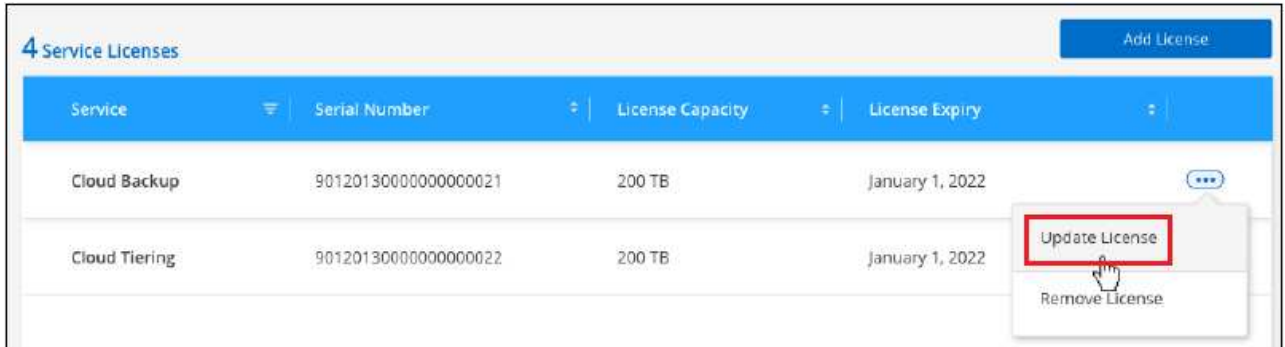 4 Service Licenses
Add License
Service Serial Number License Capacity License Expiry
Cloud Backup 90120130000000000021 200 TB January 1, 2022
Update License
Cloud Tiering 90120130000000000022 200 TB January 1, 2022
Remove License